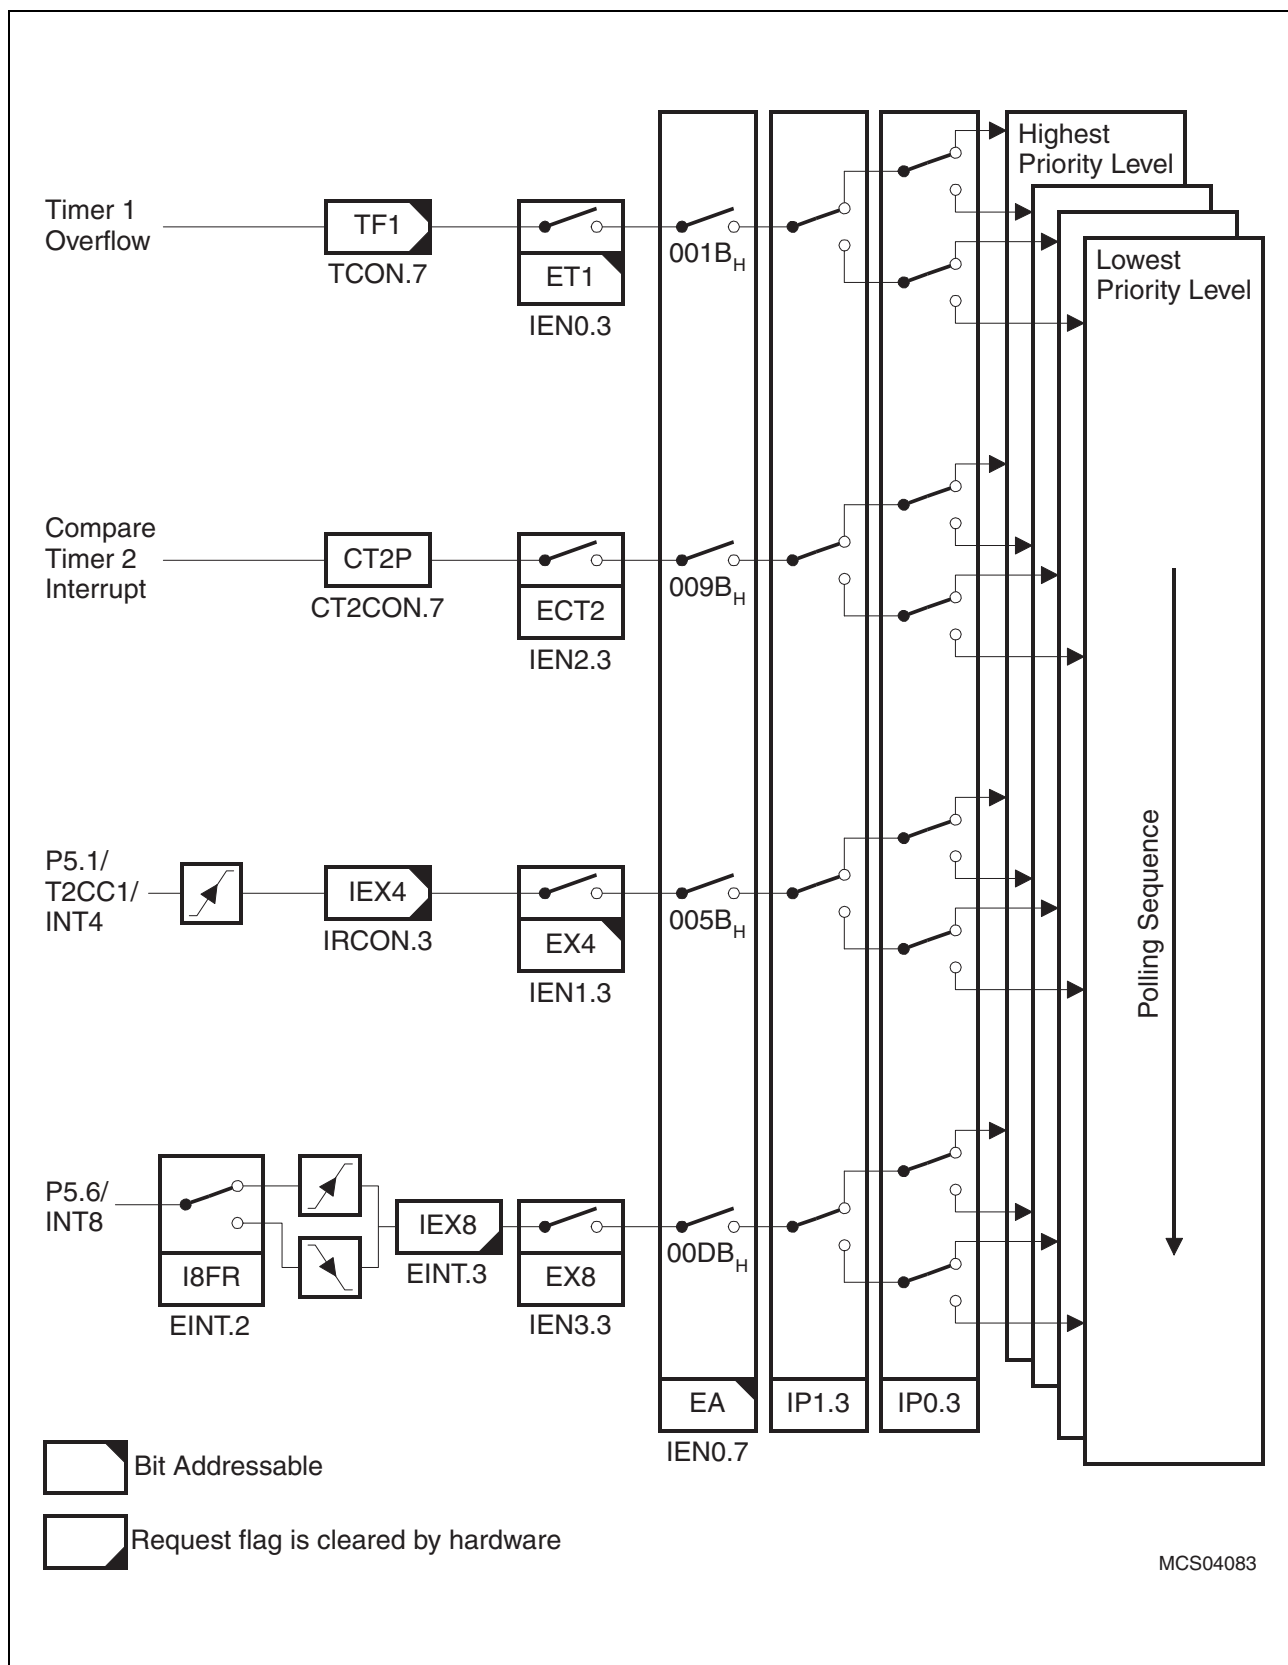 Highest
Priority Level
Timer 1
Overflow
TF1
TCON.7
ET1
IEN0.3
001BH
Lowest
Priority Level
Compare
Timer 2
Interrupt
CT2P
CT2CON.7
ECT2
IEN2.3
009BH
P5.1/
T2CC1/
INT4
IEX4
IRCON.3
EX4
IEN1.3
005BH
Polling Sequence
P5.6/
INT8
I8FR
EINT.2
IEX8
EINT.3
EX8
IEN3.3
00DBH
EA
IEN0.7
IP1.3
IP0.3
Bit Addressable
Request flag is cleared by hardware
MCS04083